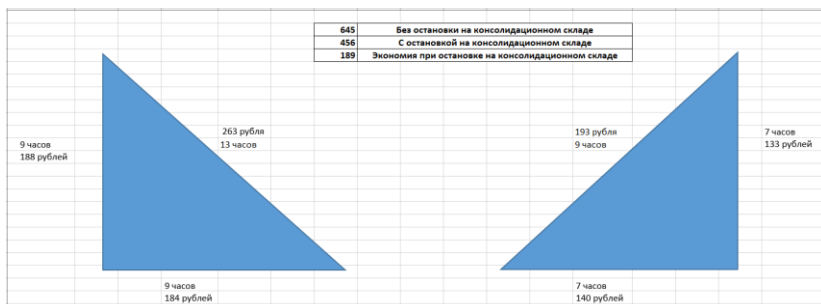 645 Без остановки на консолидационном складе
456 С остановкой на консолидационном складе
189 Экономия при остановке на консолидационном складе
263 рубля
13 часов
9 часов
188 рублей
9 часов
184 рублей
193 рубля
9 часов
7 часов
133 рублей
7 часов
140 рублей